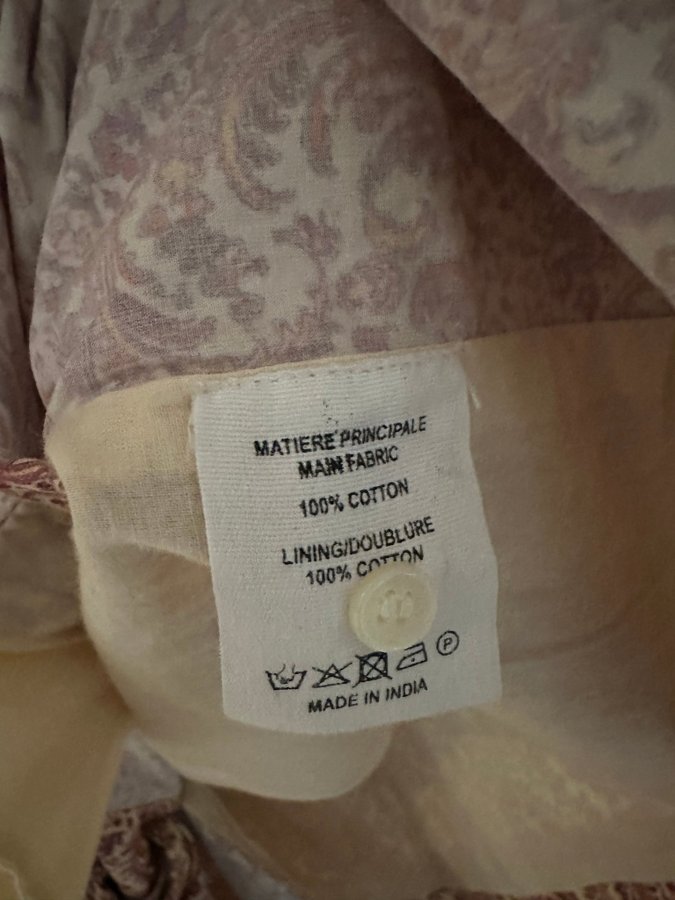 MATIERE PRINCIPALE
MAIN FABRIC
100% COTTON
LINING/DOUBLURE
100% COTTON
P
MADE IN INDIA